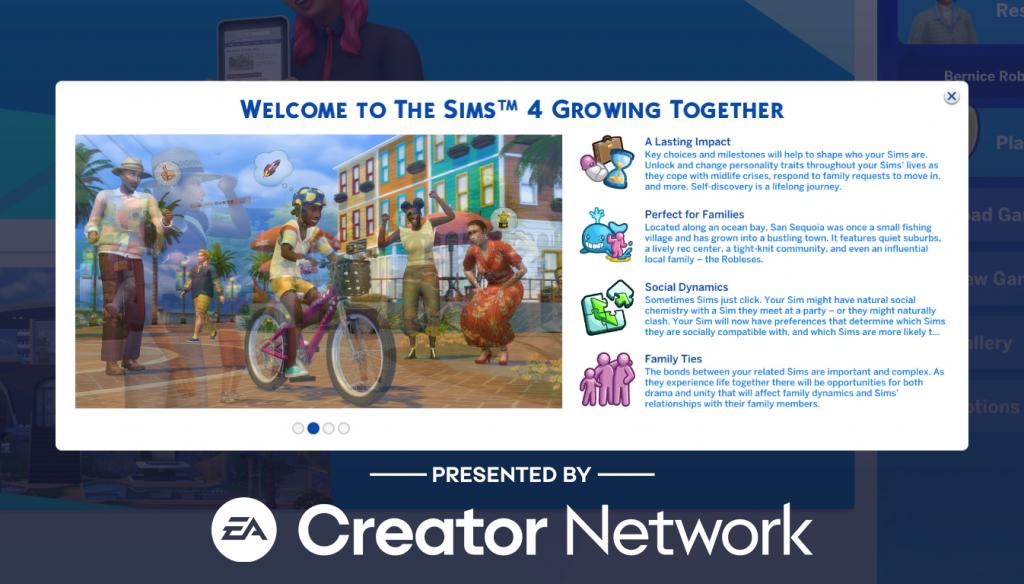 Res
Bernice Rob
WELCOME TO THE SIMS™ 4 GROWING TOGETHER
A Lasting Impact
Key choices and milestones will help to shape who your Sims are.
Unlock and change personality traits throughout your Sims' lives as
they cope with midlife crises, respond to family requests to move in,
and more. Self-discovery is a lifelong journey.
Pla
Perfect for Families
Located along an ocean bay, San Sequoia was once a small fishing
village and has grown into a bustling town. It features quiet suburbs,
a lively rec center, a tight-knit community, and even an influential
local family – the Robleses.
oad Gam
ew Gam
Social Dynamics
Sometimes Sims just click. Your Sim might have natural social
chemistry with a Sim they meet at a party – or they might naturally
clash. Your Sim will now have preferences that determine which Sims
they are socially compatible with, and which Sims are more likely t...
allery
Family Ties
The bonds between your related Sims are important and complex. As
they experience life together there will be opportunities for both
drama and unity that will affect family dynamics and Sims'
relationships with their family members.
ptions
PRESENTED BY
EA Creator Network